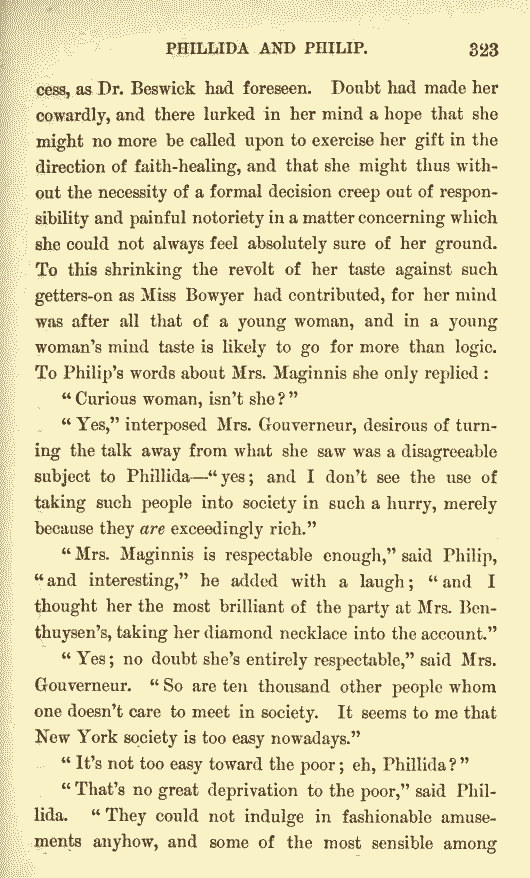 PHILLIDA AND PHILIP. 323
cess, as Dr. Beswick had foreseen. Doubt had made her
cowardly, and there lurked in her mind a hope that she
might no more be called upon to exercise her gift in the
direction of faith-healing, and that she might thus with-
out the necessity of a formal decision creep out of respon-
sibility and painful notoriety in a matter concerning which
she could not always feel absolutely sure of her ground.
To this shrinking the revolt of her taste against such
getters-on as Miss Bowyer had contributed, for her mind
was after all that of a young woman, and in a young
woman's mind taste is likely to go for more than logic.
To Philip's words about Mrs. Maginnis she only replied :
“Curious woman, isn't she?”
“Yes,” interposed Mrs. Gouverneur, desirous of turn-
ing the talk away from what she saw was a disagreeable
subject to Phillida—“yes; and I don't see the use of
taking such people into society in such a hurry, merely
because they are exceedingly rich.”
“Mrs. Maginnis is respectable enough,” said Philip,
“and interesting,” he added with a laugh; “and I
thought her the most brilliant of the party at Mrs. Ben-
thuysen's, taking her diamond necklace into the account.”
“Yes; no doubt she's entirely respectable,” said Mrs.
Gouverneur. “So are ten thousand other people whom
one doesn't care to meet in society. It seems to me that
New York society is too easy nowadays.”
“It's not too easy toward the poor; eh, Phillida?”
“That's no great deprivation to the poor,” said Phil-
lida. “They could not indulge in fashionable amuse-
ments anyhow, and some of the most sensible among